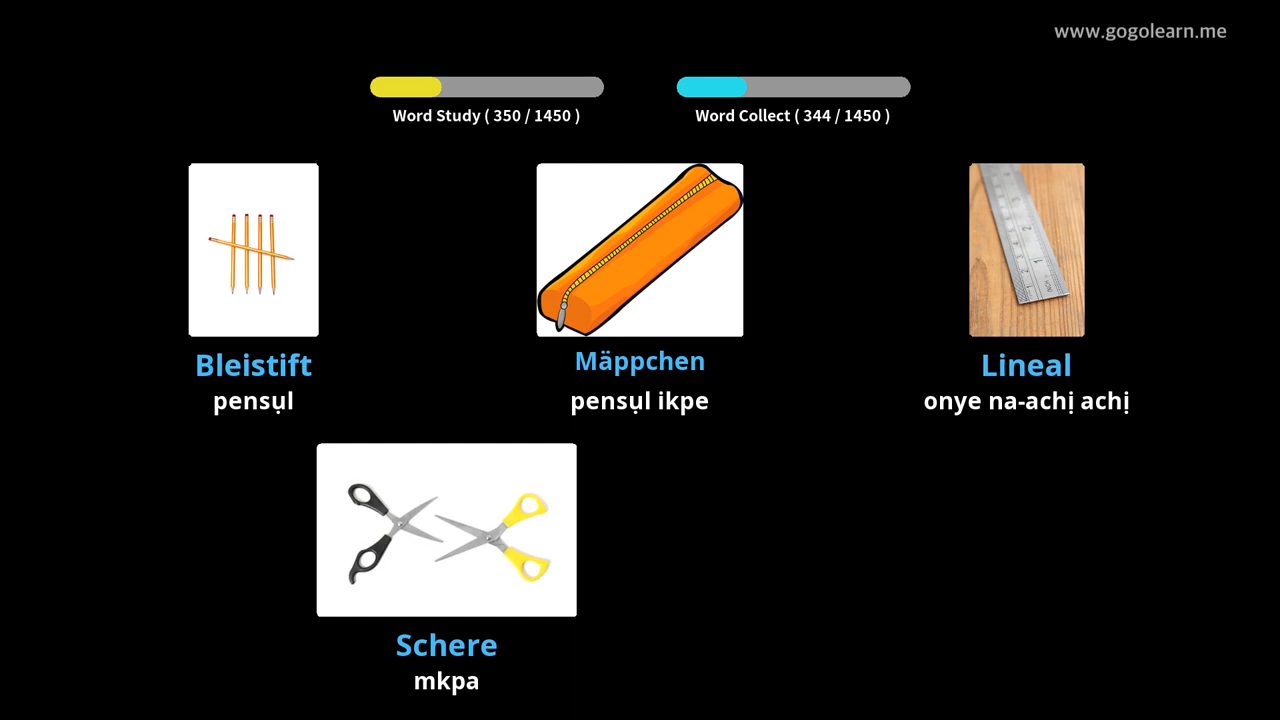 www.gogolearn.me
Word Study ( 350 / 1450 )
Word Collect ( 344 / 1450 )
Bleistift
pensụl
Mäppchen
pensụl ikpe
Lineal
onye na-achị achị
Schere
mkpa